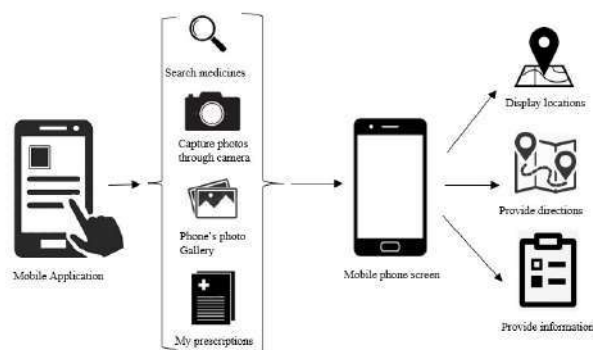 Search medicines
Capture photos
through camera
Phone's photo
Gallery
My prescriptions
Mobile Application
Mobile phone screen
Display locations
Provide directions
Provide information